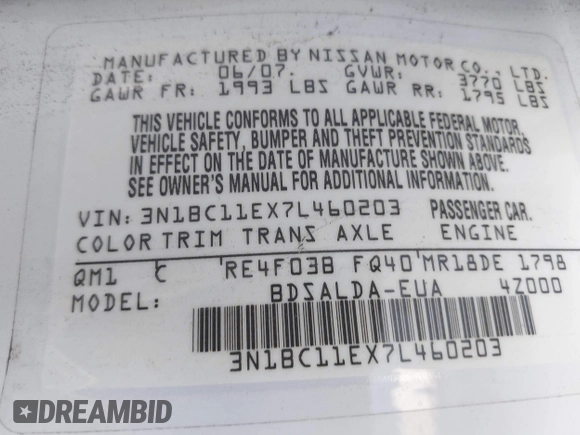 MANUFACTURED BY NISSAN MOTOR CO., LTD.
DATE: 06/07. GVWR: 3770 LBS
GAWR FR: 1993 LBS GAWR RR: 1795 LBS
THIS VEHICLE CONFORMS TO ALL APPLICABLE FEDERAL MOTOR
VEHICLE SAFETY, BUMPER AND THEFT PREVENTION STANDARDS
IN EFFECT ON THE DATE OF MANUFACTURE SHOWN ABOVE.
SEE OWNER'S MANUAL FOR ADDITIONAL INFORMATION.
VIN: 3N1BC11EX7L460203 PASSENGER CAR.
COLOR TRIM TRANS AXLE ENGINE
QM1 C RE4F03B FQ40 MR18DE 1798
MODEL: BDSALDA-EUA 4Z000
3N1BC11EX7L460203
DREAMBID